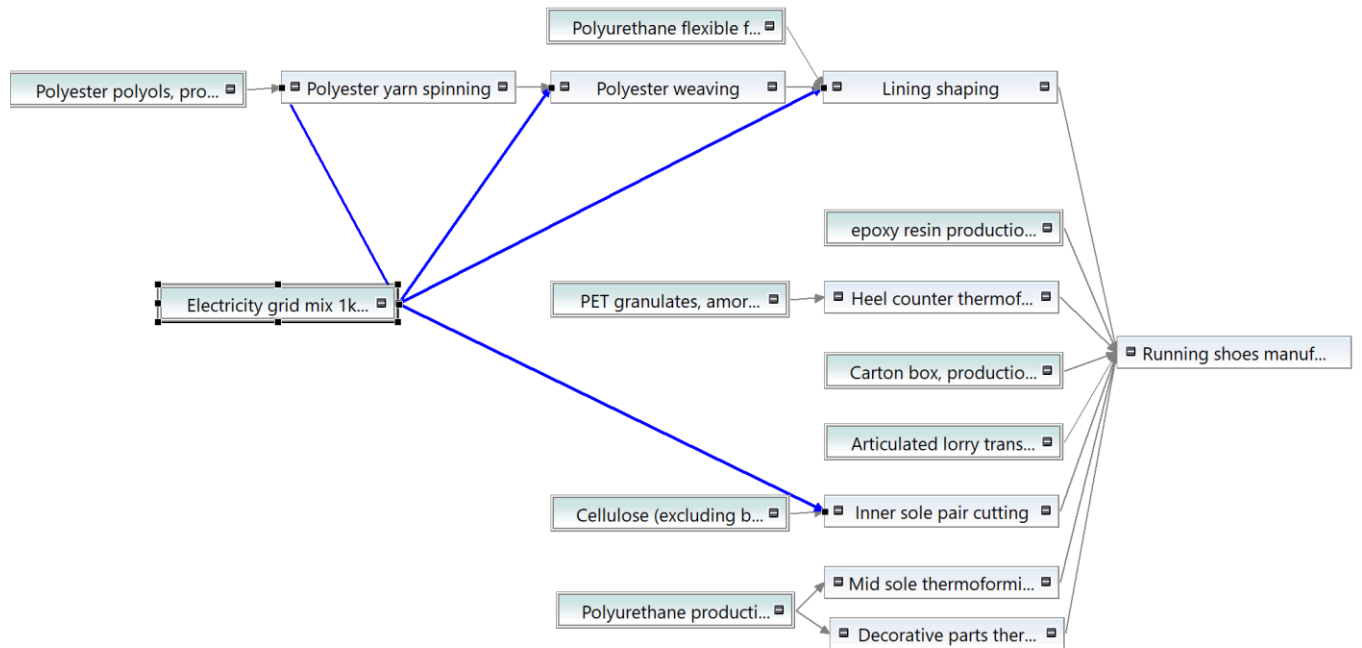 Polyurethane flexible f...
Polyester polyols, pro...
Polyester yarn spinning
Polyester weaving
Lining shaping
epoxy resin productio...
Electricity grid mix 1k...
PET granulates, amor...
Heel counter thermof...
Running shoes manuf...
Carton box, productio...
Articulated lorry trans...
Cellulose (excluding b...
Inner sole pair cutting
Mid sole thermoformi...
Polyurethane producti...
Decorative parts ther...